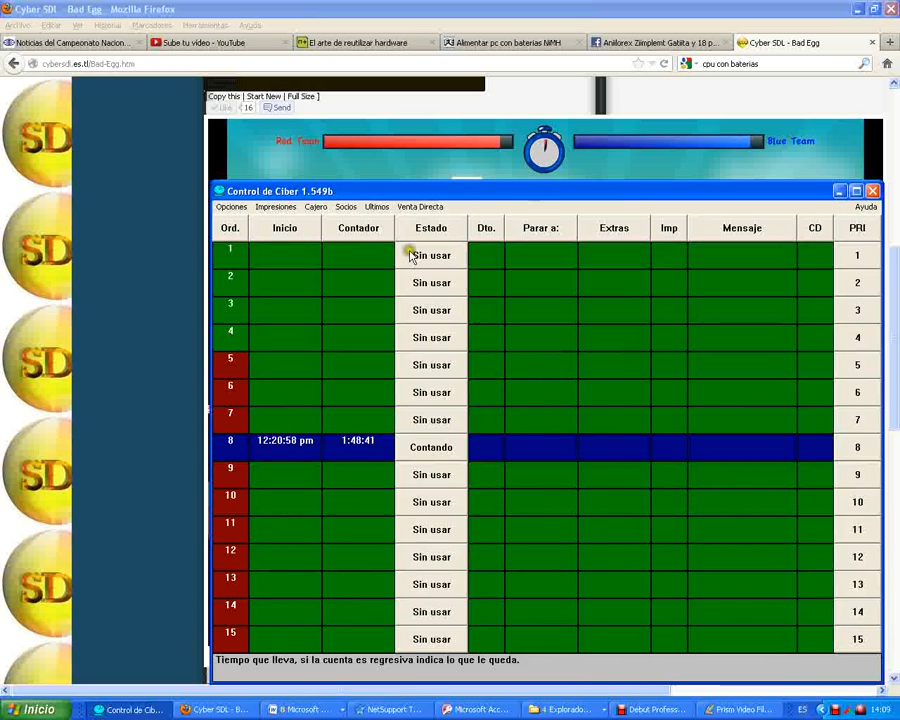 Cyber SDL - Bad Egg - Mozilla Firefox
Archivo Editar Ver Historial Marcadores Herramientas Ayuda
Noticias del Campeonato Nacion...
Sube tu video - YouTube
El arte de reutilizar hardware
Alimentar pc con baterias NiMH
Aniilorex Ziimplemt Gatiita y 18 p...
Cyber SDL - Bad Egg
cybersdl.es.tl/Bad-Egg.htm
cpu con baterias
Copy this | Start New | Full Size ]
Like 16 Send
Red Team
Blue Team
Control de Ciber 1.549b
Opciones Impresiones Cajero Socios Ultimos Venta Directa Ayuda
Ord. Inicio Contador Estado Dto. Parar a: Extras Imp Mensaje CD PRI
1 Sin usar 1
2 Sin usar 2
3 Sin usar 3
4 Sin usar 4
5 Sin usar 5
6 Sin usar 6
7 Sin usar 7
8 12:20:58 pm 1:48:41 Contando 8
9 Sin usar 9
10 Sin usar 10
11 Sin usar 11
12 Sin usar 12
13 Sin usar 13
14 Sin usar 14
15 Sin usar 15
Tiempo que lleva, si la cuenta es regresiva indica lo que le queda.
SD
SD
SD
SD
SD
Inicio
Control de Cib...
Cyber SDL - B...
8 Microsoft ...
NetSupport T...
Microsoft Acc...
4 Explorado...
Debut Profess...
Prism Video Fil...
ES
14:09